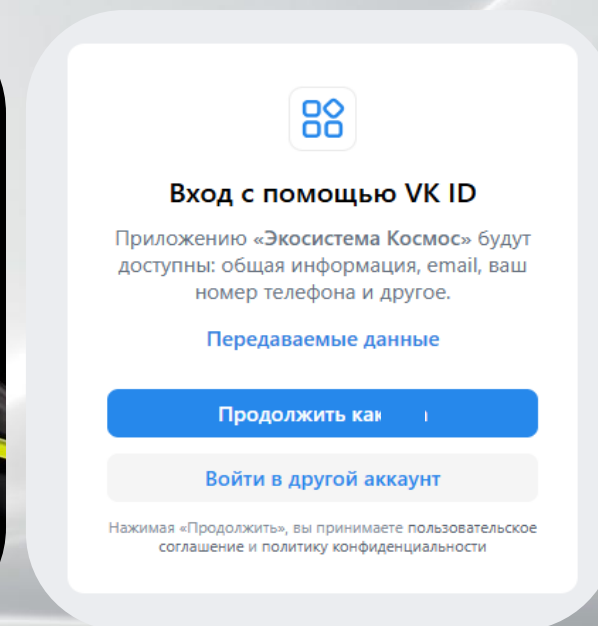 Вход с помощью VK ID
Приложению «Экосистема Космос» будут
доступны: общая информация, email, ваш
номер телефона и другое.
Передаваемые данные
Продолжить как
Войти в другой аккаунт
Нажимая «Продолжить», вы принимаете пользовательское
соглашение и политику конфиденциальности